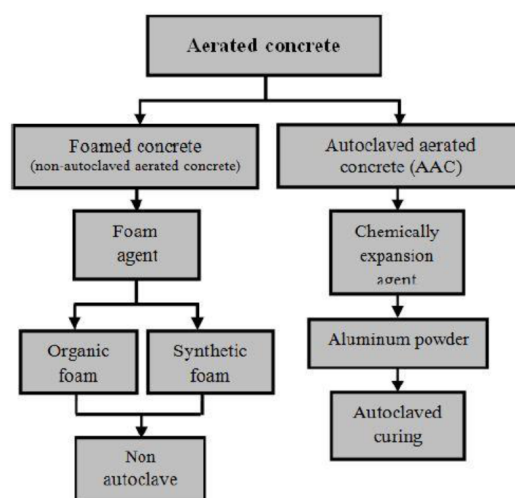 Aerated concrete
Foamed concrete
(non-autoclaved aerated concrete)
Autoclaved aerated
concrete (AAC)
Foam
agent
Chemically
expansion
agent
Organic
foam
Synthetic
foam
Aluminum powder
Non
autoclave
Autoclaved
curing